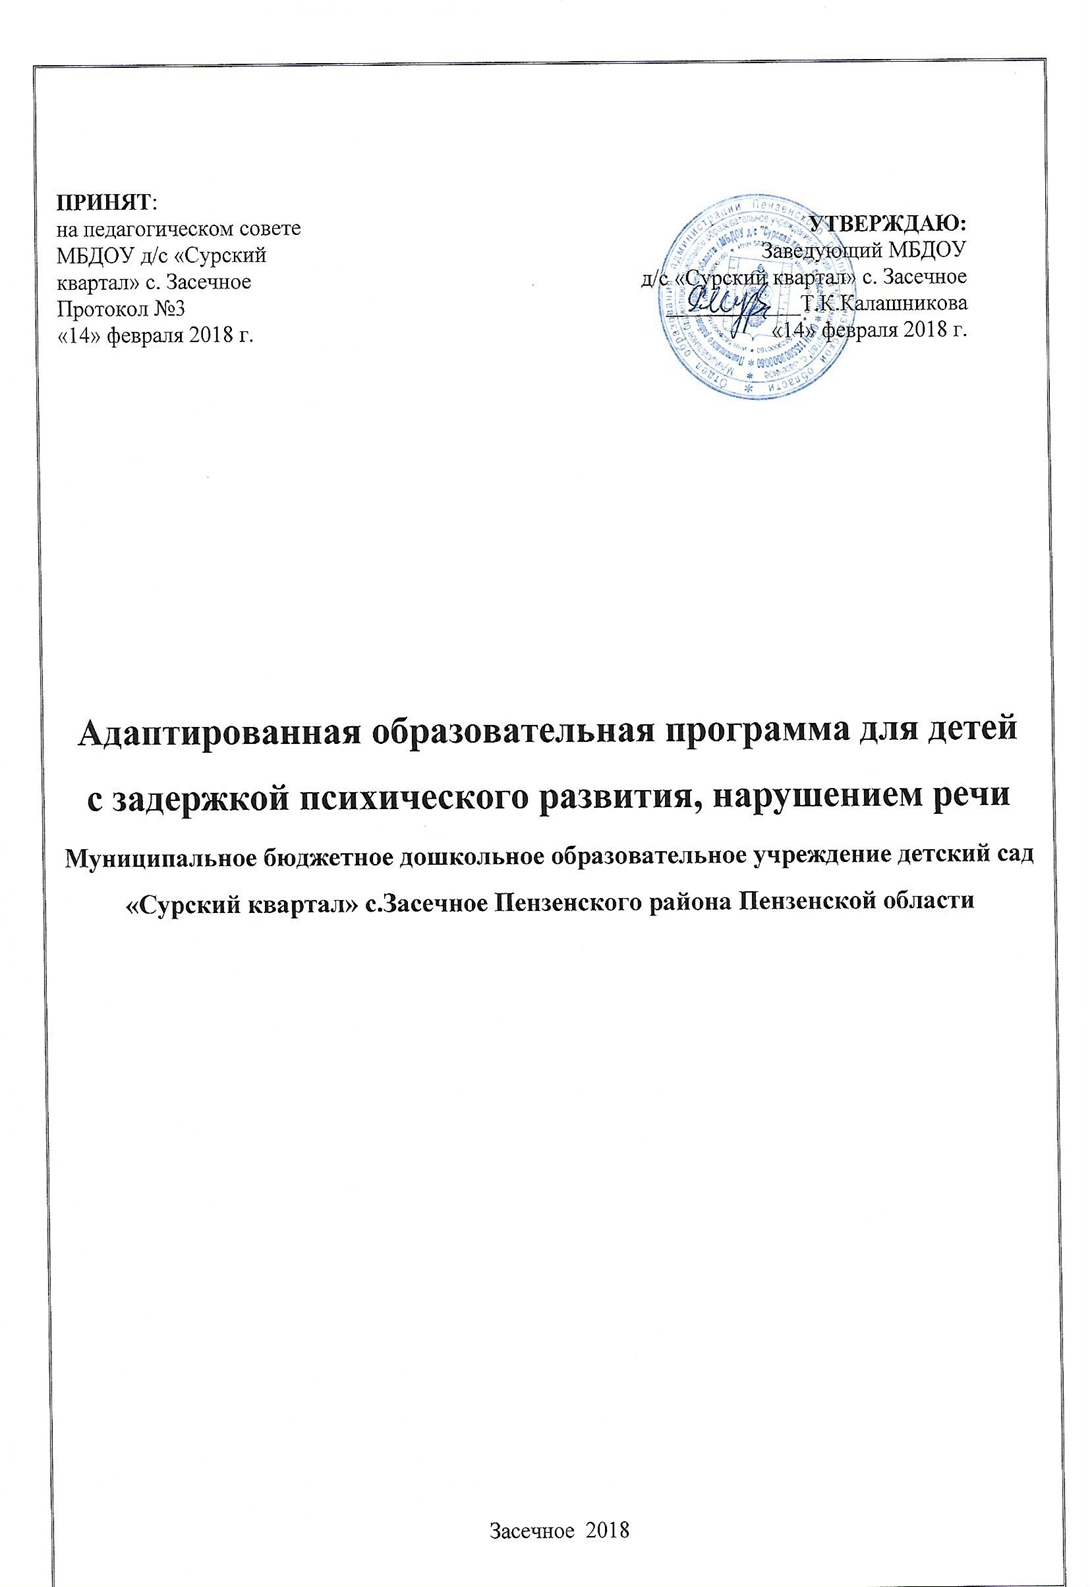 ПРИНЯТ:
на педагогическом совете
МБДОУ д/с «Сурский
квартал» с. Засечное
Протокол №3
«14» февраля 2018 г.
УТВЕРЖДАЮ:
Заведующий МБДОУ
д/с «Сурский квартал» с. Засечное
Т.К.Калашникова
«14» февраля 2018 г.
Адаптированная образовательная программа для детей
с задержкой психического развития, нарушением речи
Муниципальное бюджетное дошкольное образовательное учреждение детский сад
«Сурский квартал» с.Засечное Пензенского района Пензенской области
Засечное 2018